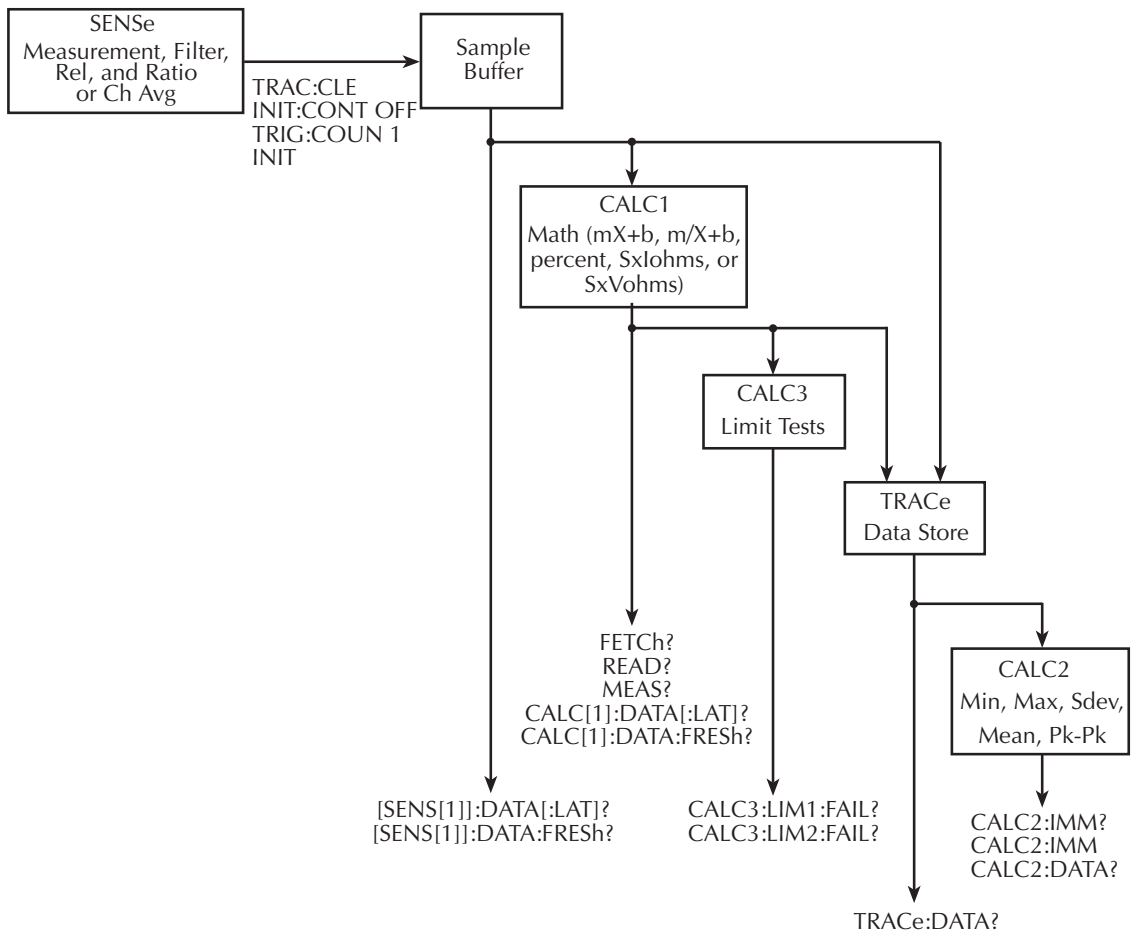 SENSe
Measurement, Filter,
Rel, and Ratio
or Ch Avg
TRAC:CLE
INIT:CONT OFF
TRIG:COUN 1
INIT
Sample
Buffer
CALC1
Math (mX+b, m/X+b,
percent, SxIohms, or
SxVohms)
CALC3
Limit Tests
TRACe
Data Store
FETCh?
READ?
MEAS?
CALC[1]:DATA[:LAT]?
CALC[1]:DATA:FRESh?
CALC2
Min, Max, Sdev,
Mean, Pk-Pk
[SENS[1]]:DATA[:LAT]?
[SENS[1]]:DATA:FRESh?
CALC3:LIM1:FAIL?
CALC3:LIM2:FAIL?
CALC2:IMM?
CALC2:IMM
CALC2:DATA?
TRACe:DATA?